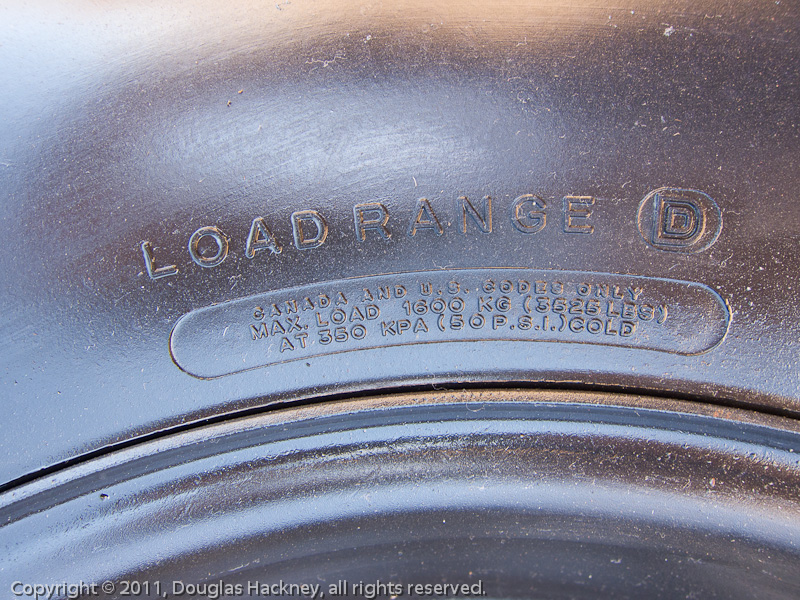 LOAD RANGE D
CANADA AND U.S. CODES ONLY
MAX. LOAD 1600 KG (3525 LBS)
AT 350 KPA (50 P.S.I.) COLD
Copyright © 2011, Douglas Hackney, all rights reserved.